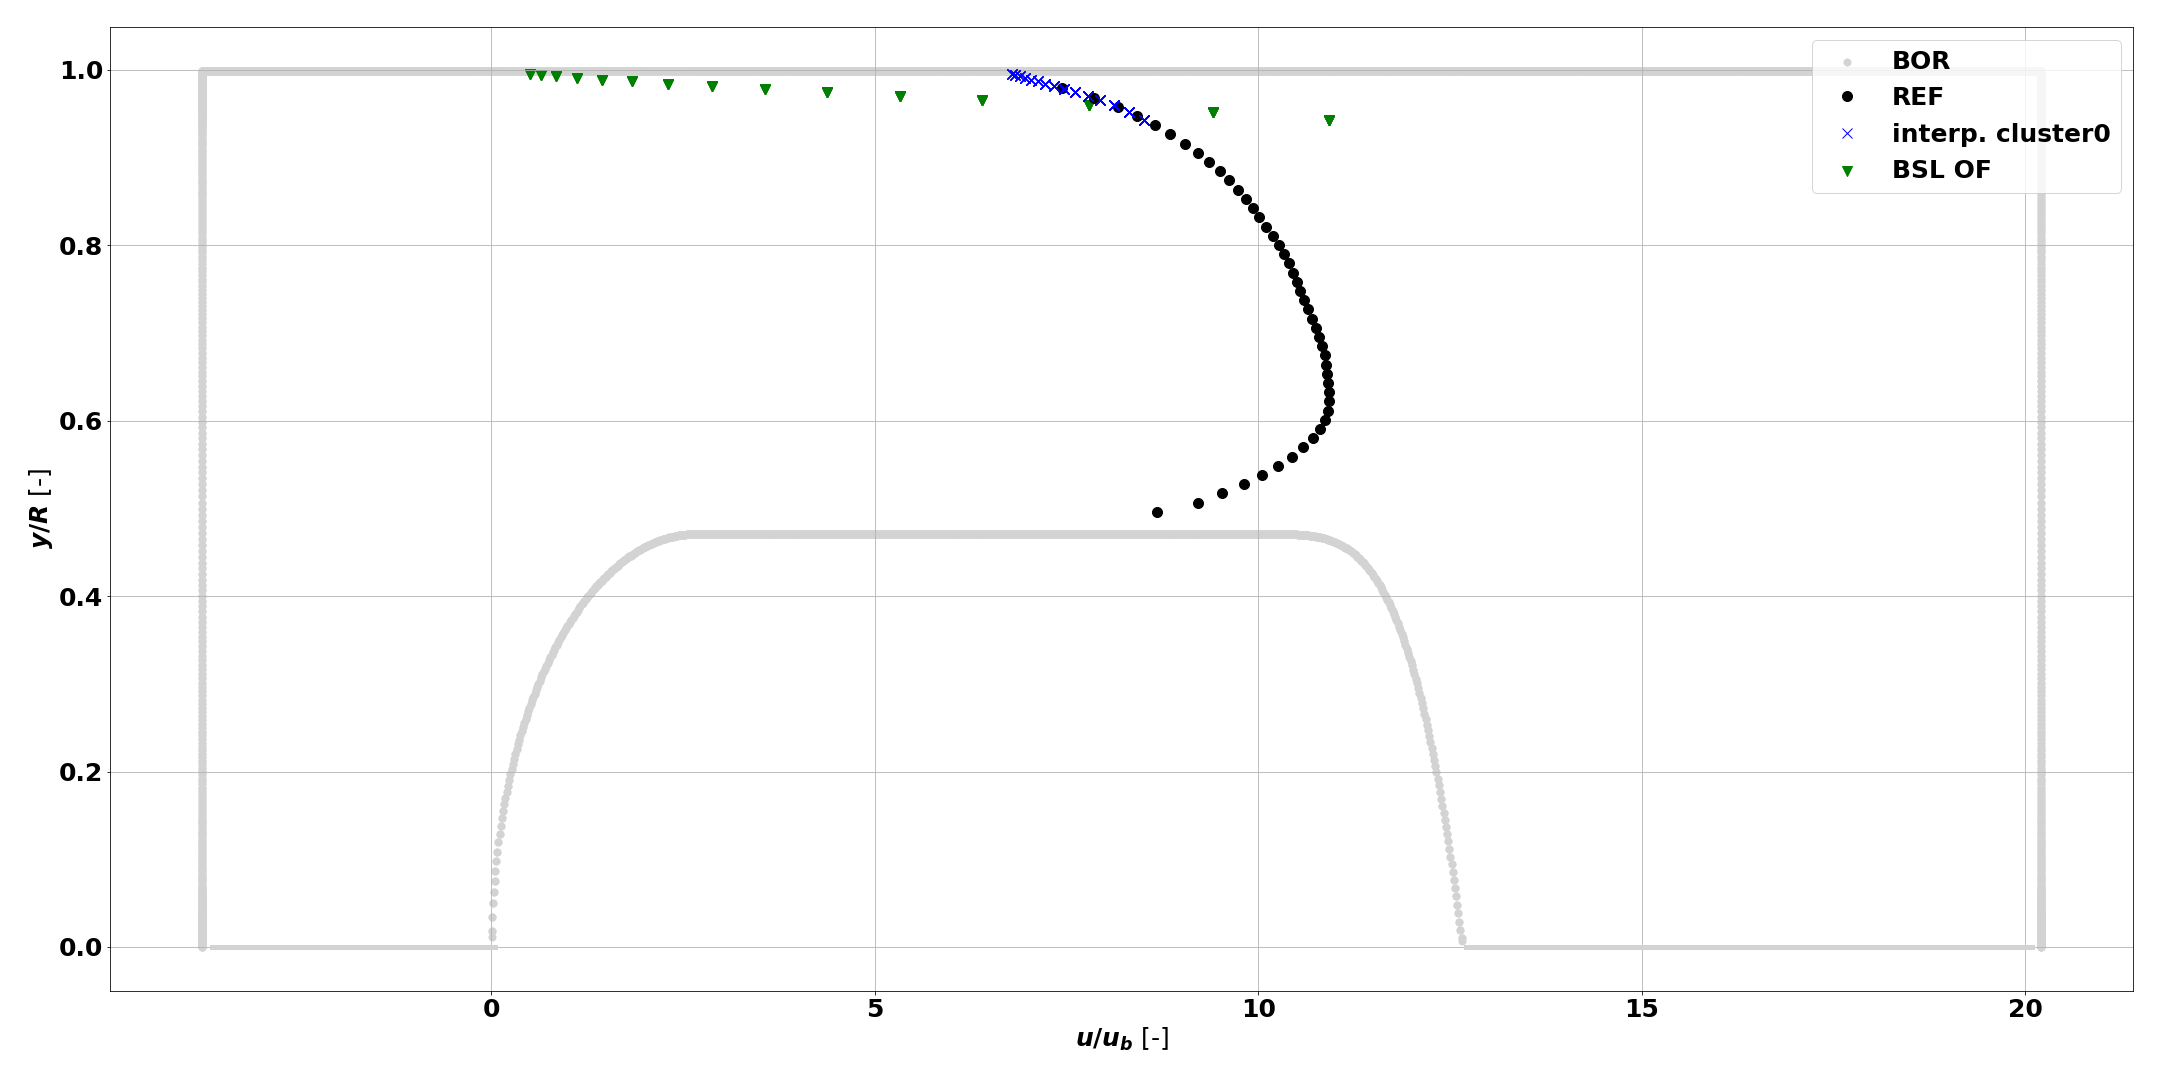 1.0
0.8
0.6
0.4
0.2
0.0
y/R [-]
0 5 10 15 20
u/u_b [-]
BOR
REF
interp. cluster0
BSL OF